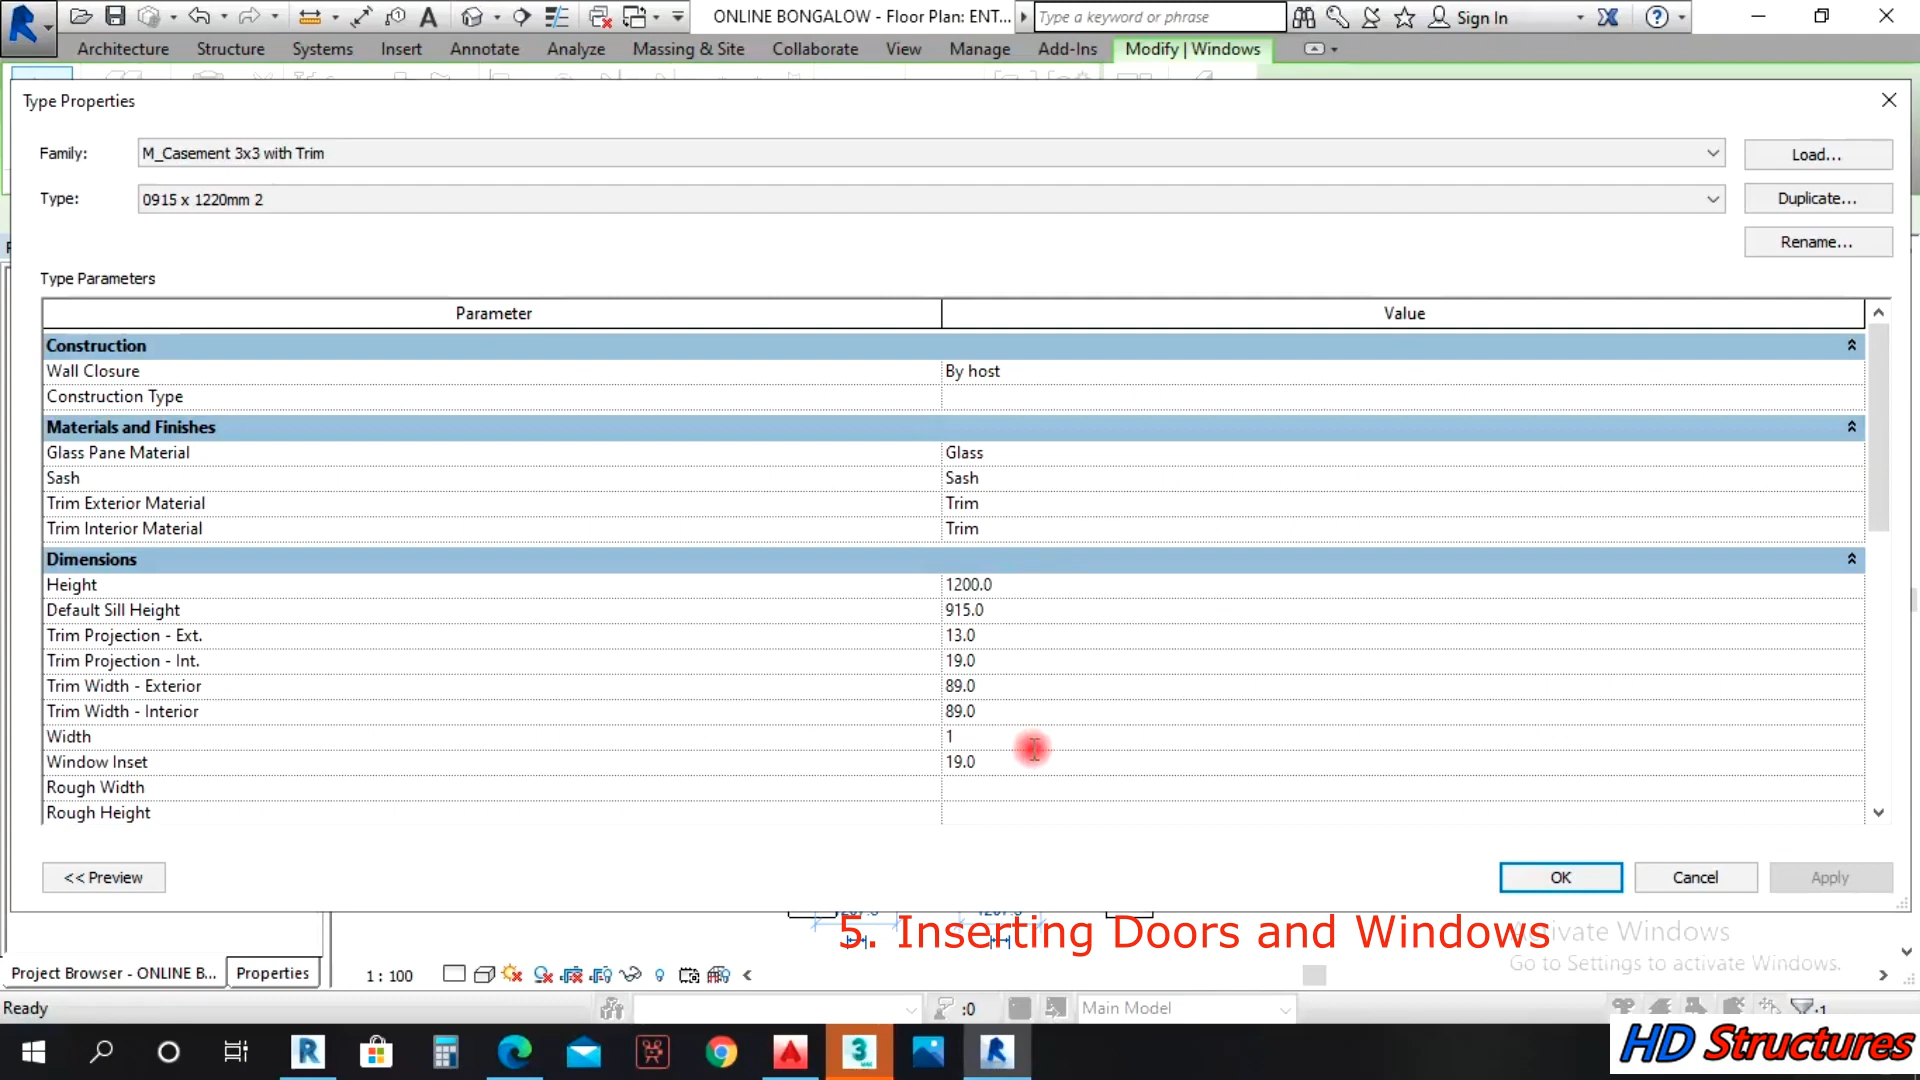 ONLINE BONGALOW - Floor Plan: ENT...
Type a keyword or phrase
Sign In
Architecture Structure Systems Insert Annotate Analyze Massing & Site Collaborate View Manage Add-Ins Modify | Windows
Type Properties
Family: M_Casement 3x3 with Trim Load...
Type: 0915 x 1220mm 2 Duplicate...
Rename...
Type Parameters
Parameter Value
Construction
Wall Closure By host
Construction Type
Materials and Finishes
Glass Pane Material Glass
Sash Sash
Trim Exterior Material Trim
Trim Interior Material Trim
Dimensions
Height 1200.0
Default Sill Height 915.0
Trim Projection - Ext. 13.0
Trim Projection - Int. 19.0
Trim Width - Exterior 89.0
Trim Width - Interior 89.0
Width 1
Window Inset 19.0
Rough Width
Rough Height
<< Preview OK Cancel Apply
5. Inserting Doors and Windows
Activate Windows
Go to Settings to activate Windows.
Project Browser - ONLINE B... Properties 1 : 100
Ready :0 Main Model :1
HD Structures